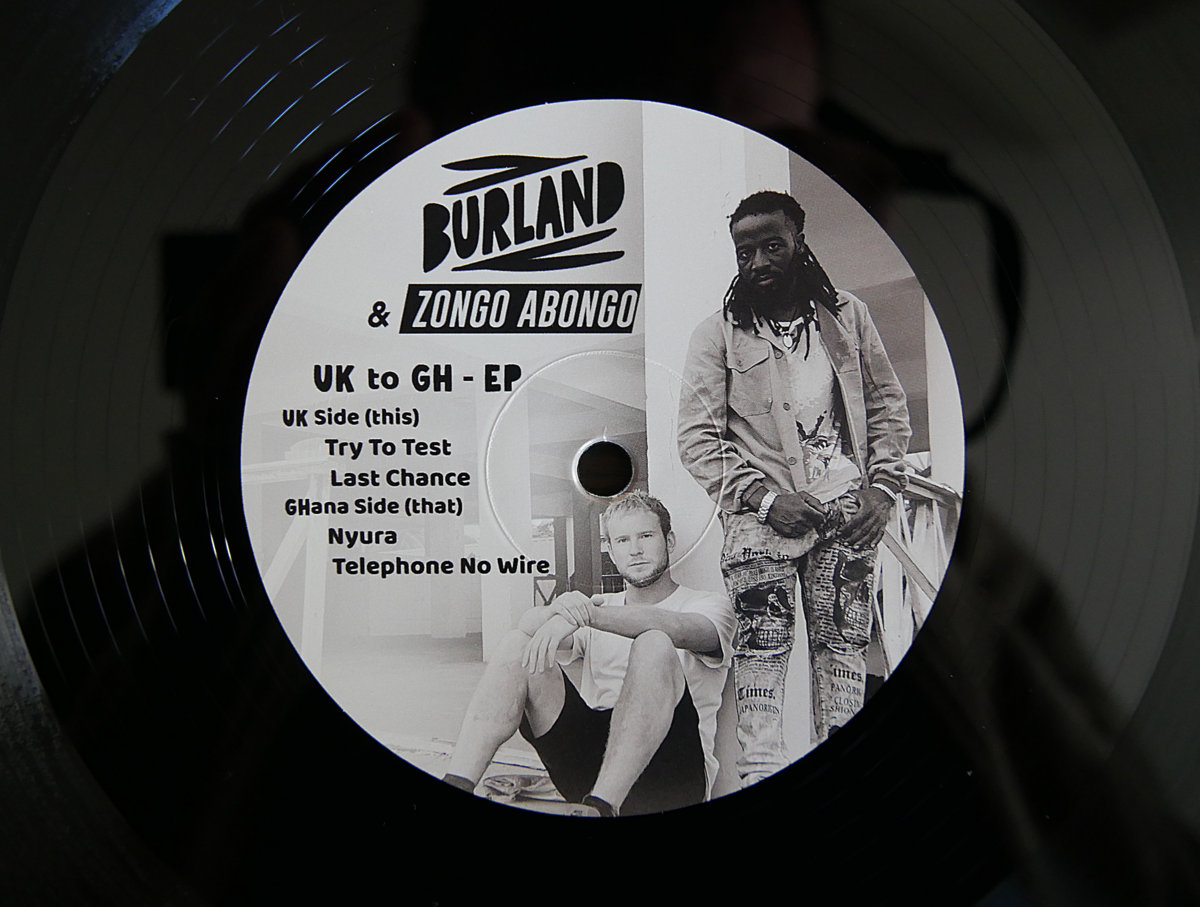 BURLAND
& ZONGO ABONGO
UK to GH - EP
UK Side (this)
Try To Test
Last Chance
GHana Side (that)
Nyura
Telephone No Wire
Times,